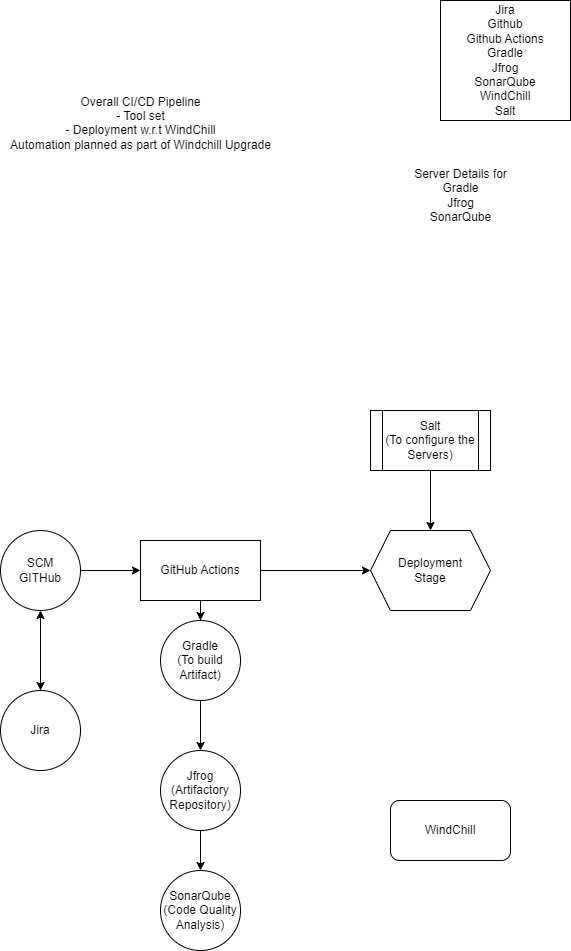 Jira
Github
Github Actions
Gradle
Jfrog
SonarQube
WindChill
Salt
Overall CI/CD Pipeline
- Tool set
- Deployment w.r.t WindChill
Automation planned as part of Windchill Upgrade
Server Details for
Gradle
Jfrog
SonarQube
Salt
(To configure the
Servers)
SCM
GITHub
GitHub Actions
Deployment
Stage
Gradle
(To build
Artifact)
Jira
Jfrog
(Artifactory
Repository)
WindChill
SonarQube
(Code Quality
Analysis)